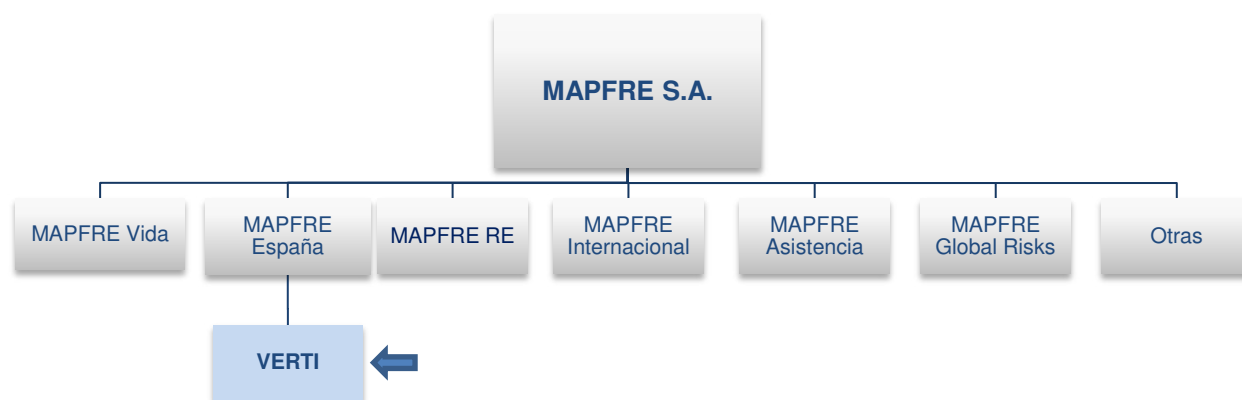 MAPFRE S.A.
MAPFRE Vida
MAPFRE
España
MAPFRE RE
MAPFRE
Internacional
MAPFRE
Asistencia
MAPFRE
Global Risks
Otras
VERTI